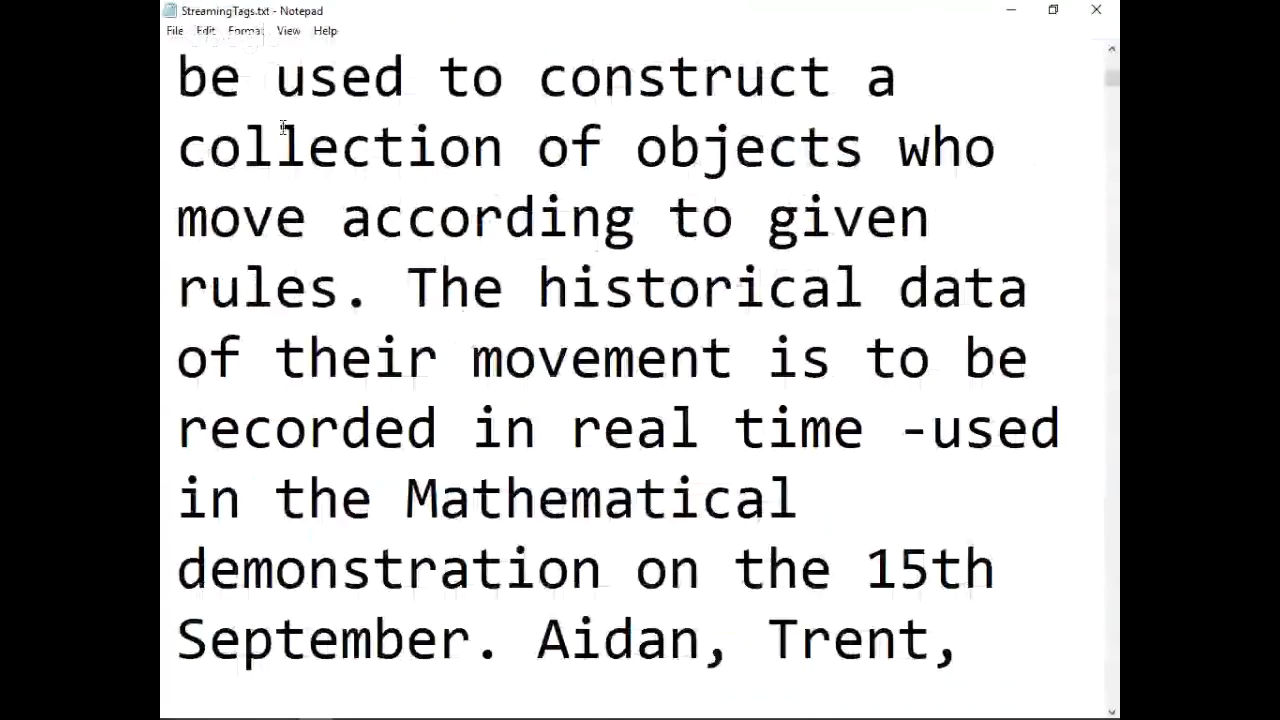 StreamingTags.txt - Notepad
File Edit Format View Help
be used to construct a
collection of objects who
move according to given
rules. The historical data
of their movement is to be
recorded in real time -used
in the Mathematical
demonstration on the 15th
September. Aidan, Trent,